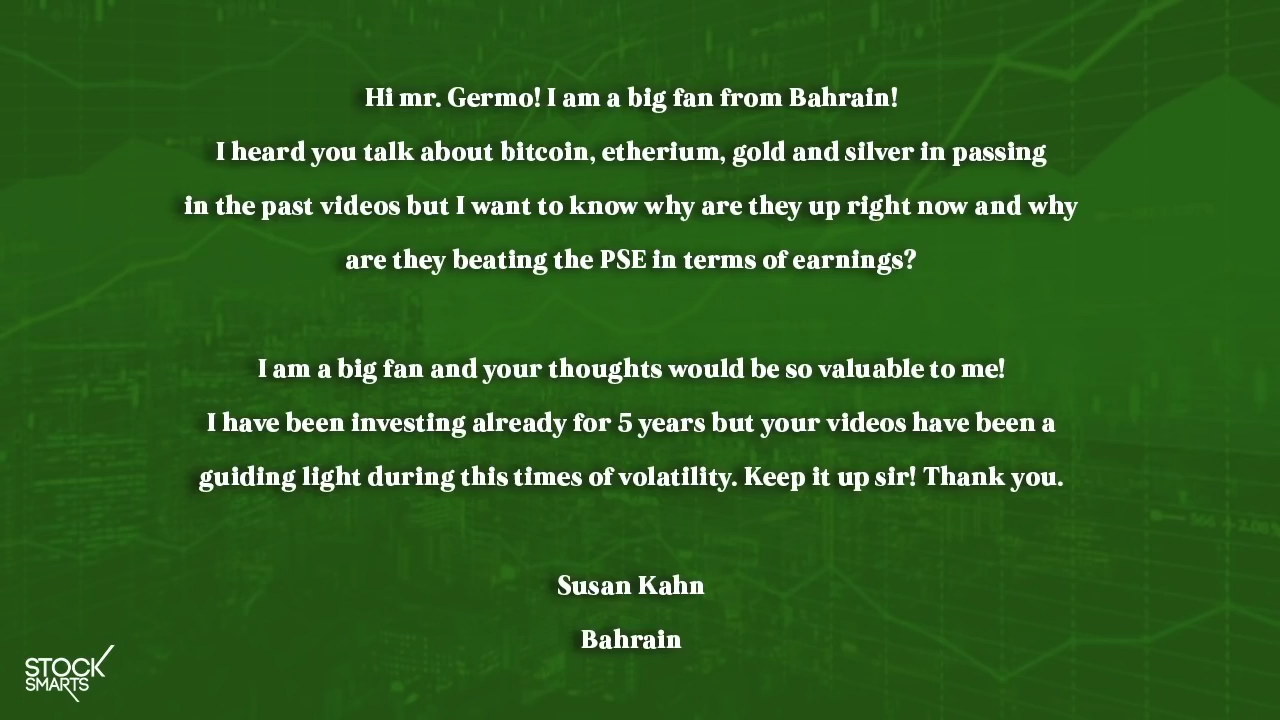 Hi mr. Germo! I am a big fan from Bahrain!
I heard you talk about bitcoin, etherium, gold and silver in passing
in the past videos but I want to know why are they up right now and why
are they beating the PSE in terms of earnings?
I am a big fan and your thoughts would be so valuable to me!
I have been investing already for 5 years but your videos have been a
guiding light during this times of volatility. Keep it up sir! Thank you.
Susan Kahn
Bahrain
STOCK
SMARTS